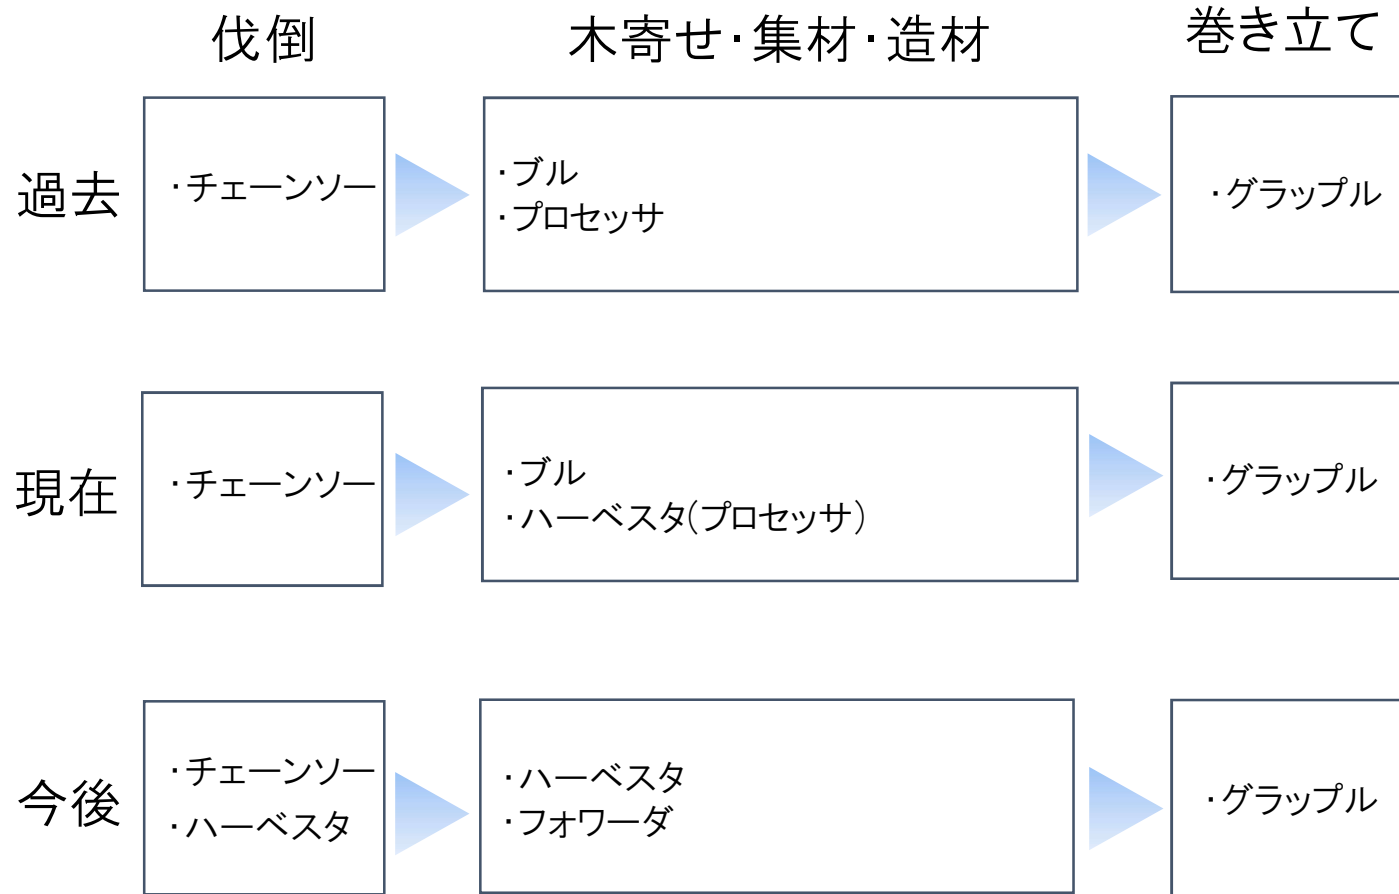 伐倒
木寄せ・集材・造材
巻き立て
過去
・チェーンソー
・ブル
・プロセッサ
・グラップル
現在
・チェーンソー
・ブル
・ハーベスタ(プロセッサ)
・グラップル
今後
・チェーンソー
・ハーベスタ
・ハーベスタ
・フォワーダ
・グラップル